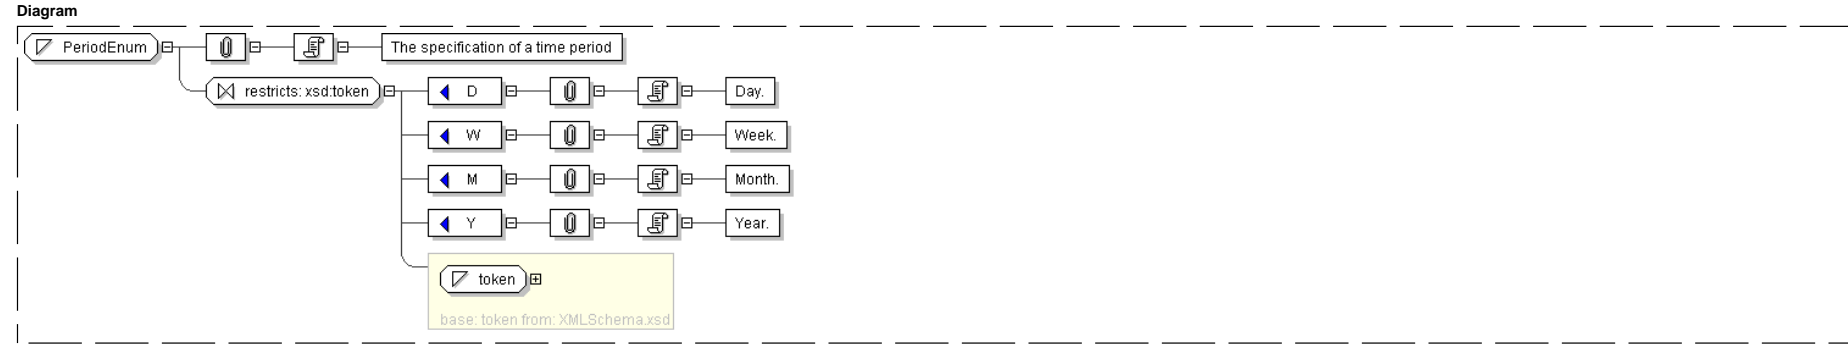 Diagram
PeriodEnum The specification of a time period
restricts: xsd:token D Day.
W Week.
M Month.
Y Year.
token
base: token from: XMLSchema.xsd